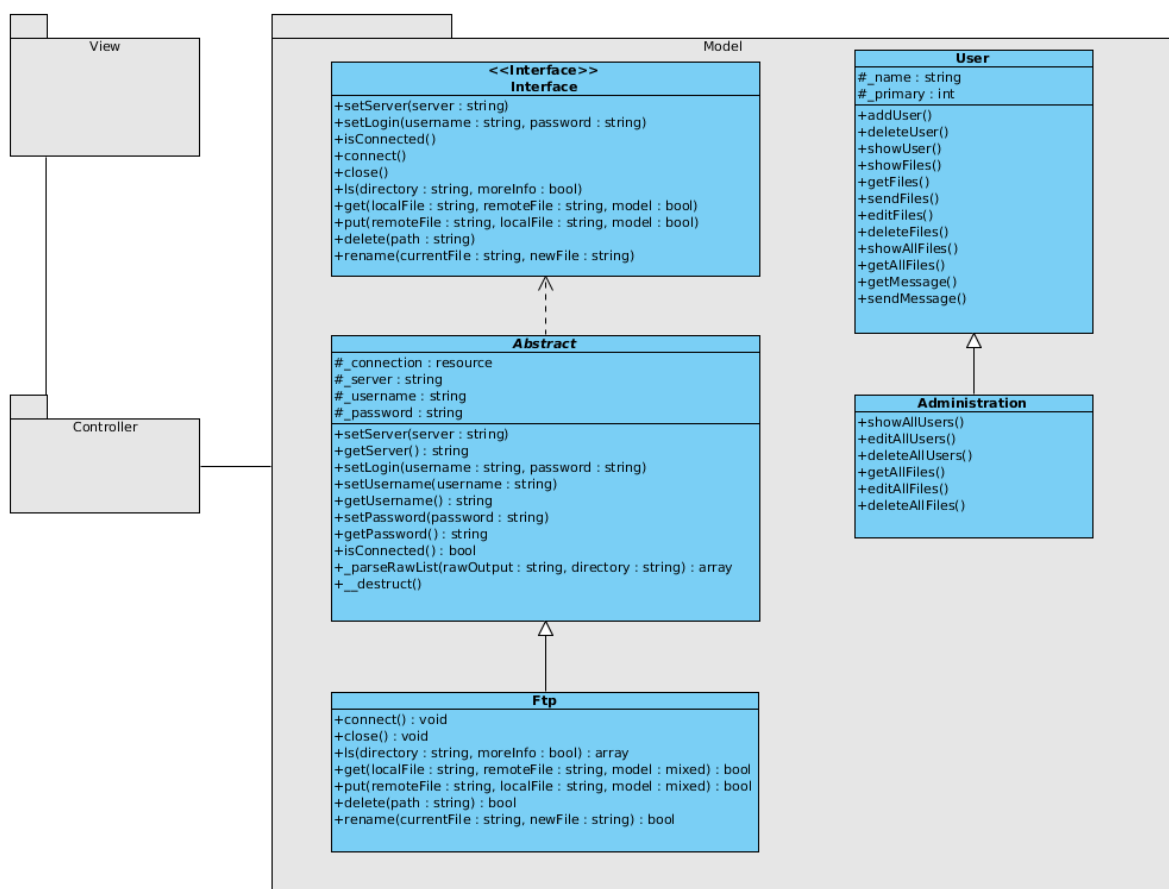 View
Model
<<Interface>>
Interface
+setServer(server : string)
+setLogin(username : string, password : string)
+isConnected()
+connect()
+close()
+ls(directory : string, moreInfo : bool)
+get(localFile : string, remoteFile : string, model : bool)
+put(remoteFile : string, localFile : string, model : bool)
+delete(path : string)
+rename(currentFile : string, newFile : string)
User
#_name : string
#_primary : int
+addUser()
+deleteUser()
+showUser()
+showFiles()
+getFiles()
+sendFiles()
+editFiles()
+deleteFiles()
+showAllFiles()
+getAllFiles()
+getMessage()
+sendMessage()
Abstract
#_connection : resource
#_server : string
#_username : string
#_password : string
+setServer(server : string)
+getServer() : string
+setLogin(username : string, password : string)
+setUsername(username : string)
+getUsername() : string
+setPassword(password : string)
+getPassword() : string
+isConnected() : bool
+_parseRawList(rawOutput : string, directory : string) : array
+__destruct()
Controller
Administration
+showAllUsers()
+editAllUsers()
+deleteAllUsers()
+getAllFiles()
+editAllFiles()
+deleteAllFiles()
Ftp
+connect() : void
+close() : void
+ls(directory : string, moreInfo : bool) : array
+get(localFile : string, remoteFile : string, model : mixed) : bool
+put(remoteFile : string, localFile : string, model : mixed) : bool
+delete(path : string) : bool
+rename(currentFile : string, newFile : string) : bool